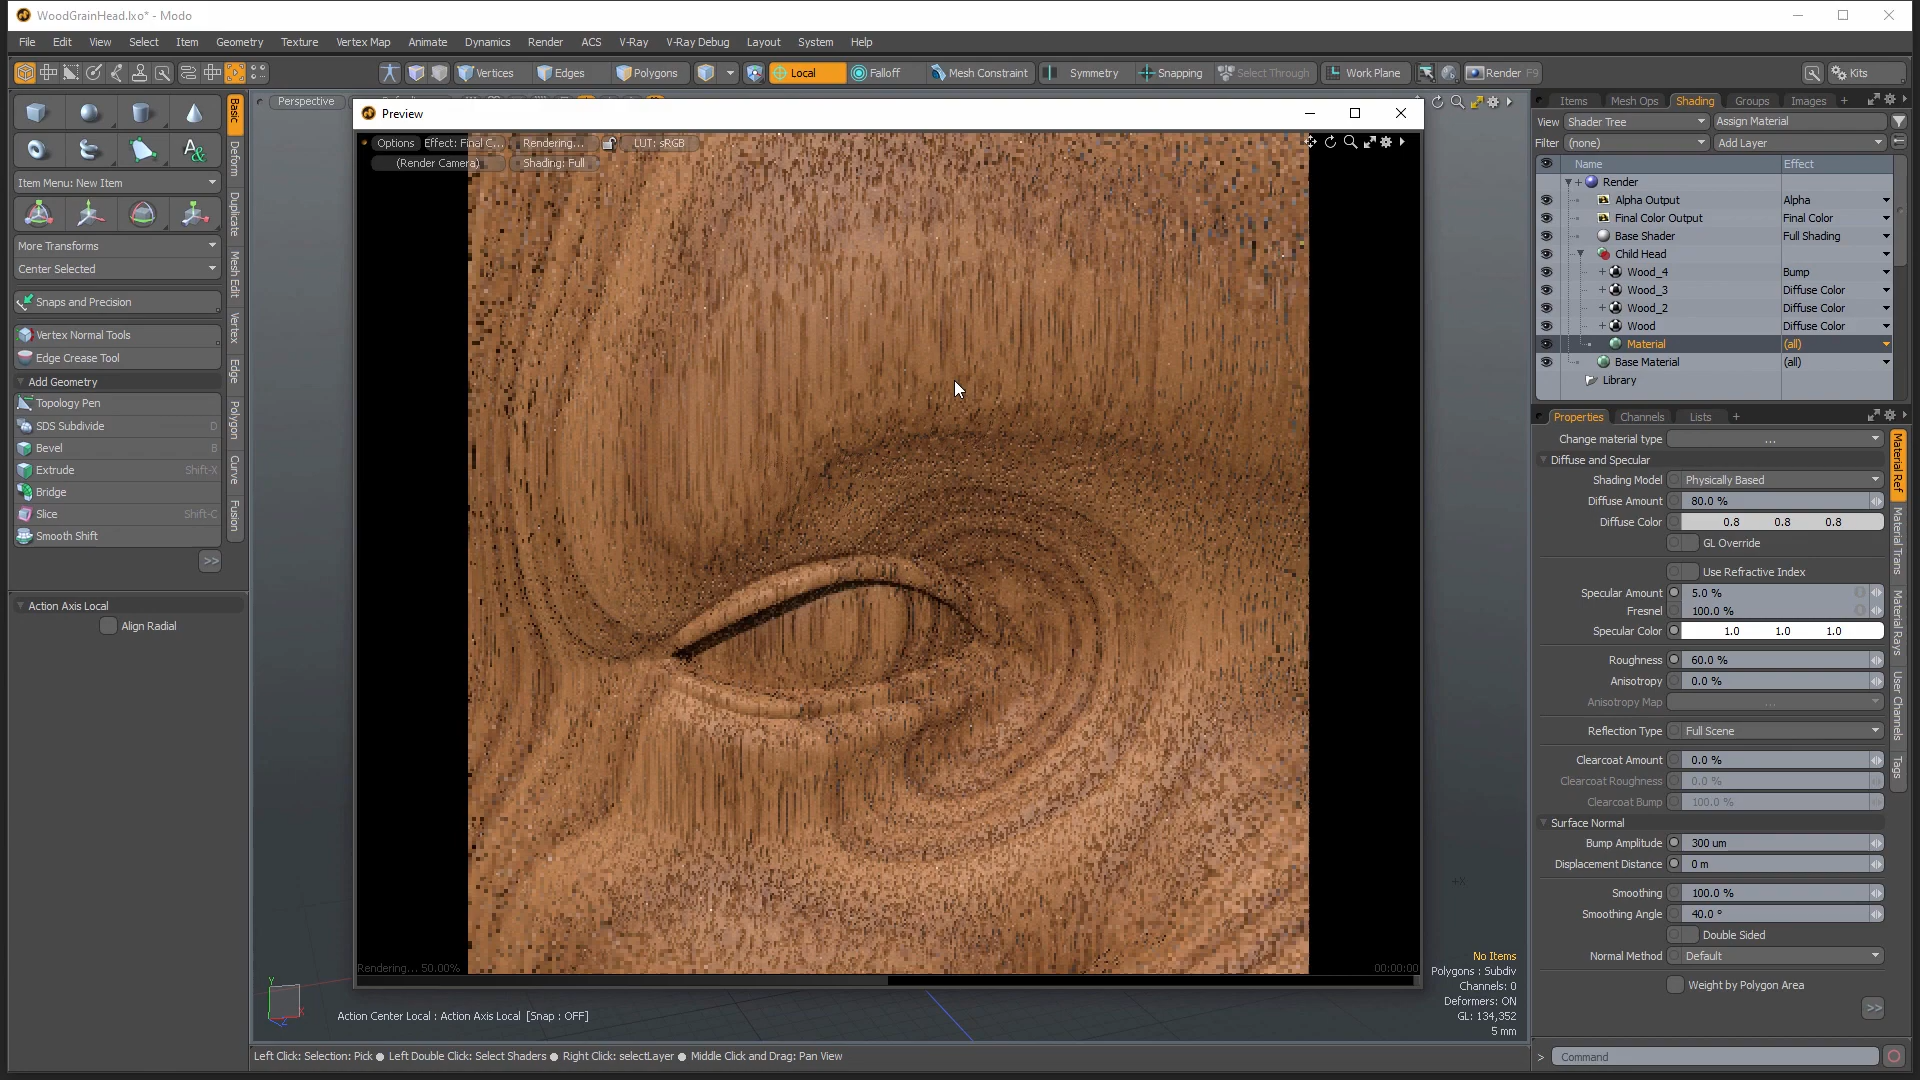 WoodGrainHead.lxo* - Modo
File Edit View Select Item Geometry Texture Vertex Map Animate Dynamics Render ACS V-Ray V-Ray Debug Layout System Help
Vertices Edges Polygons Local Falloff Mesh Constraint Symmetry Snapping Select Through Work Plane Render F9 Kits
Basic
Deform
Duplicate
Mesh Edit
Vertex
Edge
Polygon
Curve
Fusion
Item Menu: New Item
More Transforms
Center Selected
Snaps and Precision
Vertex Normal Tools
Edge Crease Tool
Add Geometry
Topology Pen
SDS Subdivide D
Bevel B
Extrude Shift-X
Bridge
Slice Shift-C
Smooth Shift
>>
Action Axis Local
Align Radial
Perspective
Preview
Options Effect: Final C... Rendering... LUT: sRGB
(Render Camera) Shading: Full
Rendering... 50.00% 00:00:00
No Items
Polygons : Subdiv
Channels: 0
Deformers: ON
GL: 134,352
5 mm
Y
Z
+X
Action Center Local : Action Axis Local [Snap : OFF]
Left Click: Selection: Pick ● Left Double Click: Select Shaders ● Right Click: selectLayer ● Middle Click and Drag: Pan View
Items Mesh Ops Shading Groups Images +
View Shader Tree Assign Material
Filter (none) Add Layer
Name Effect
Render
Alpha Output Alpha
Final Color Output Final Color
Base Shader Full Shading
Child Head
Wood_4 Bump
Wood_3 Diffuse Color
Wood_2 Diffuse Color
Wood Diffuse Color
Material (all)
Base Material (all)
Library
Properties Channels Lists +
Change material type ...
Diffuse and Specular
Shading Model Physically Based
Diffuse Amount 80.0 %
Diffuse Color 0.8 0.8 0.8
GL Override
Use Refractive Index
Specular Amount 5.0 %
Fresnel 100.0 %
Specular Color 1.0 1.0 1.0
Roughness 60.0 %
Anisotropy 0.0 %
Anisotropy Map ...
Reflection Type Full Scene
Clearcoat Amount 0.0 %
Clearcoat Roughness 0.0 %
Clearcoat Bump 100.0 %
Surface Normal
Bump Amplitude 300 um
Displacement Distance 0 m
Smoothing 100.0 %
Smoothing Angle 40.0 °
Double Sided
Normal Method Default
Weight by Polygon Area
>>
Material Ref
Material Trans
Material Rays
User Channels
Tags
> Command